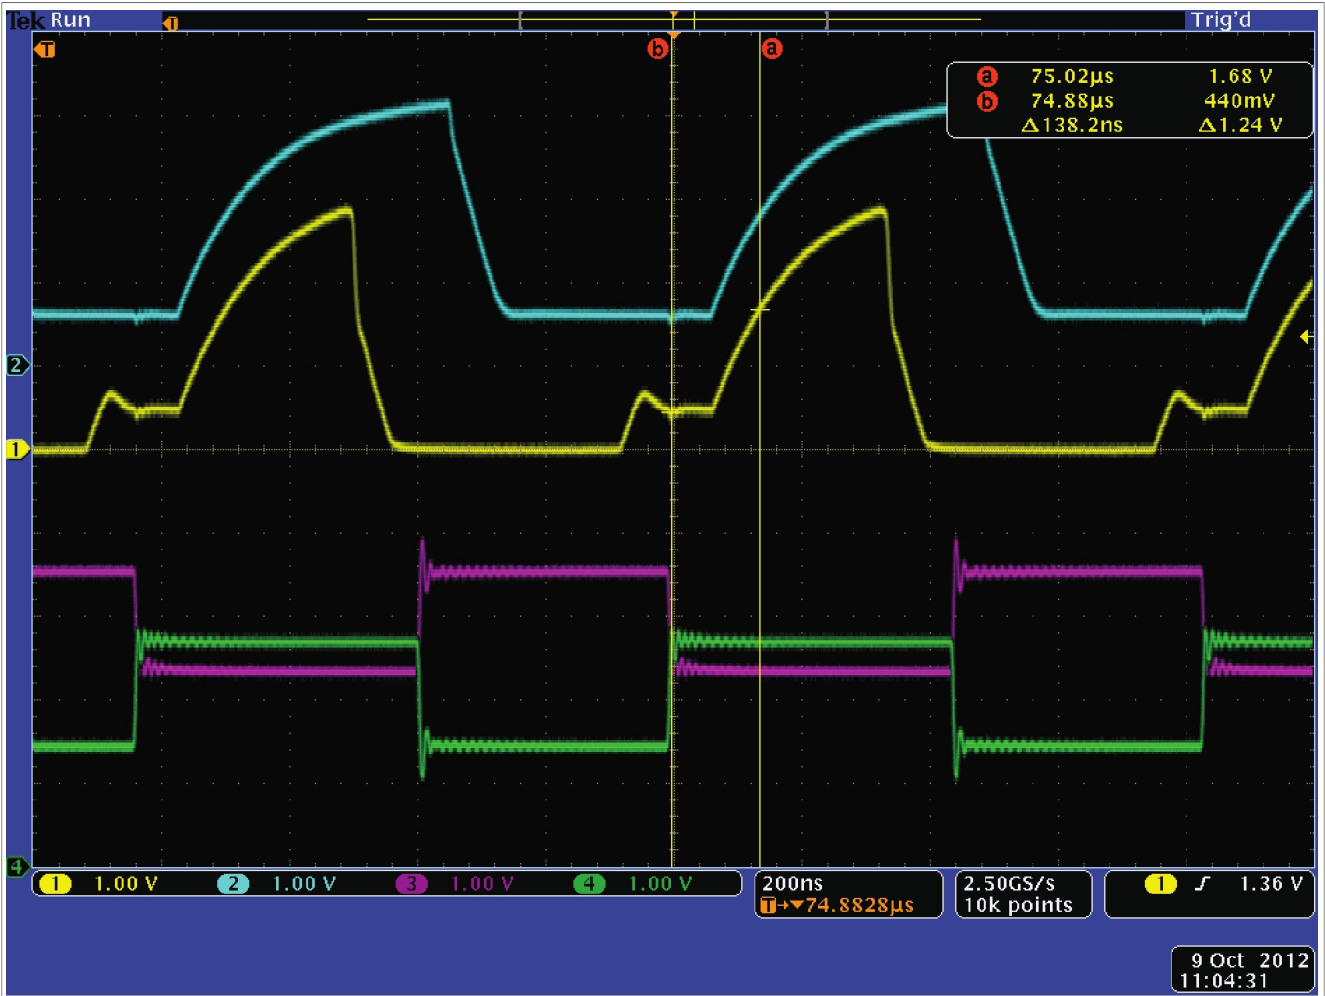 Tek Run Trig'd
T
T b a
a 75.02µs 1.68 V
b 74.88µs 440mV
Δ138.2ns Δ1.24 V
2
1
4
1 1.00 V 2 1.00 V 3 1.00 V 4 1.00 V
200ns
T→▼74.8828µs
2.50GS/s
10k points
1 1.36 V
9 Oct 2012
11:04:31